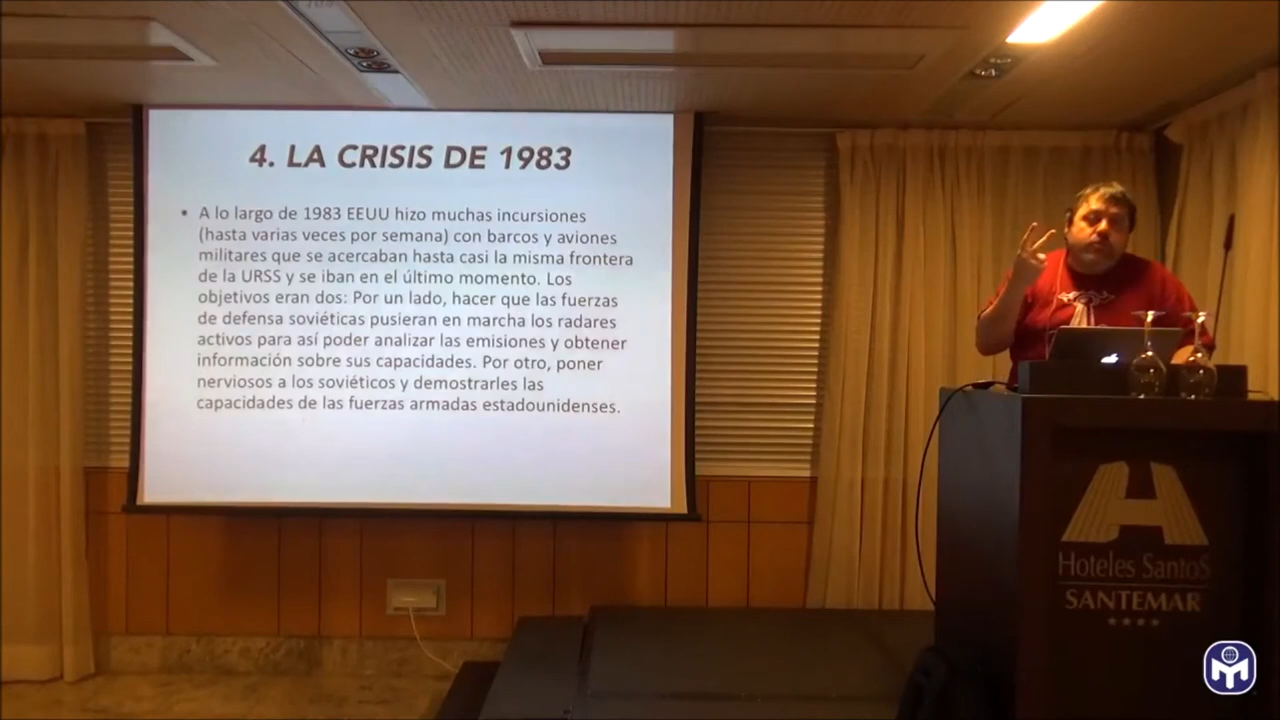 4. LA CRISIS DE 1983
• A lo largo de 1983 EEUU hizo muchas incursiones
(hasta varias veces por semana) con barcos y aviones
militares que se acercaban hasta casi la misma frontera
de la URSS y se iban en el último momento. Los
objetivos eran dos: Por un lado, hacer que las fuerzas
de defensa soviéticas pusieran en marcha los radares
activos para así poder analizar las emisiones y obtener
información sobre sus capacidades. Por otro, poner
nerviosos a los soviéticos y demostrarles las
capacidades de las fuerzas armadas estadounidenses.
Hoteles SantoS
SANTEMAR